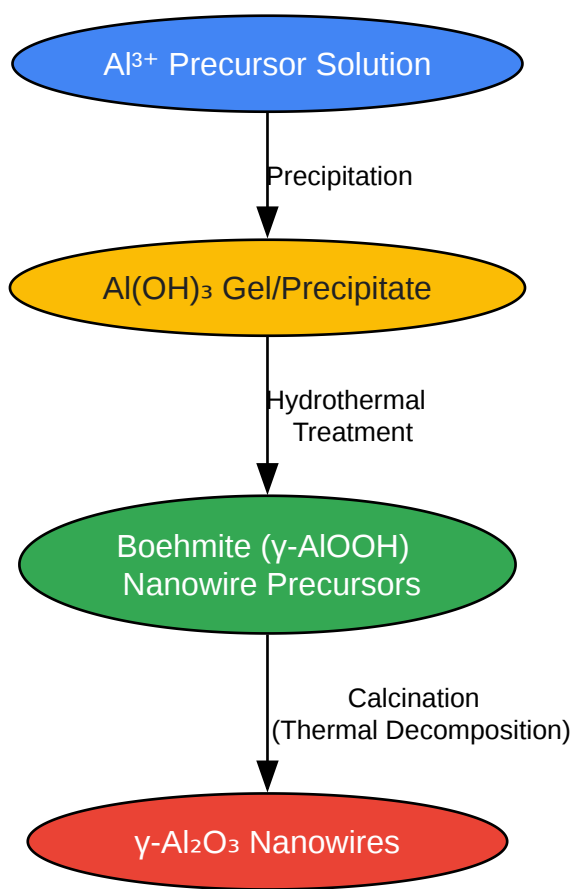 Al³⁺ Precursor Solution
Precipitation
Al(OH)₃ Gel/Precipitate
Hydrothermal
Treatment
Boehmite (γ-AlOOH)
Nanowire Precursors
Calcination
(Thermal Decomposition)
γ-Al₂O₃ Nanowires